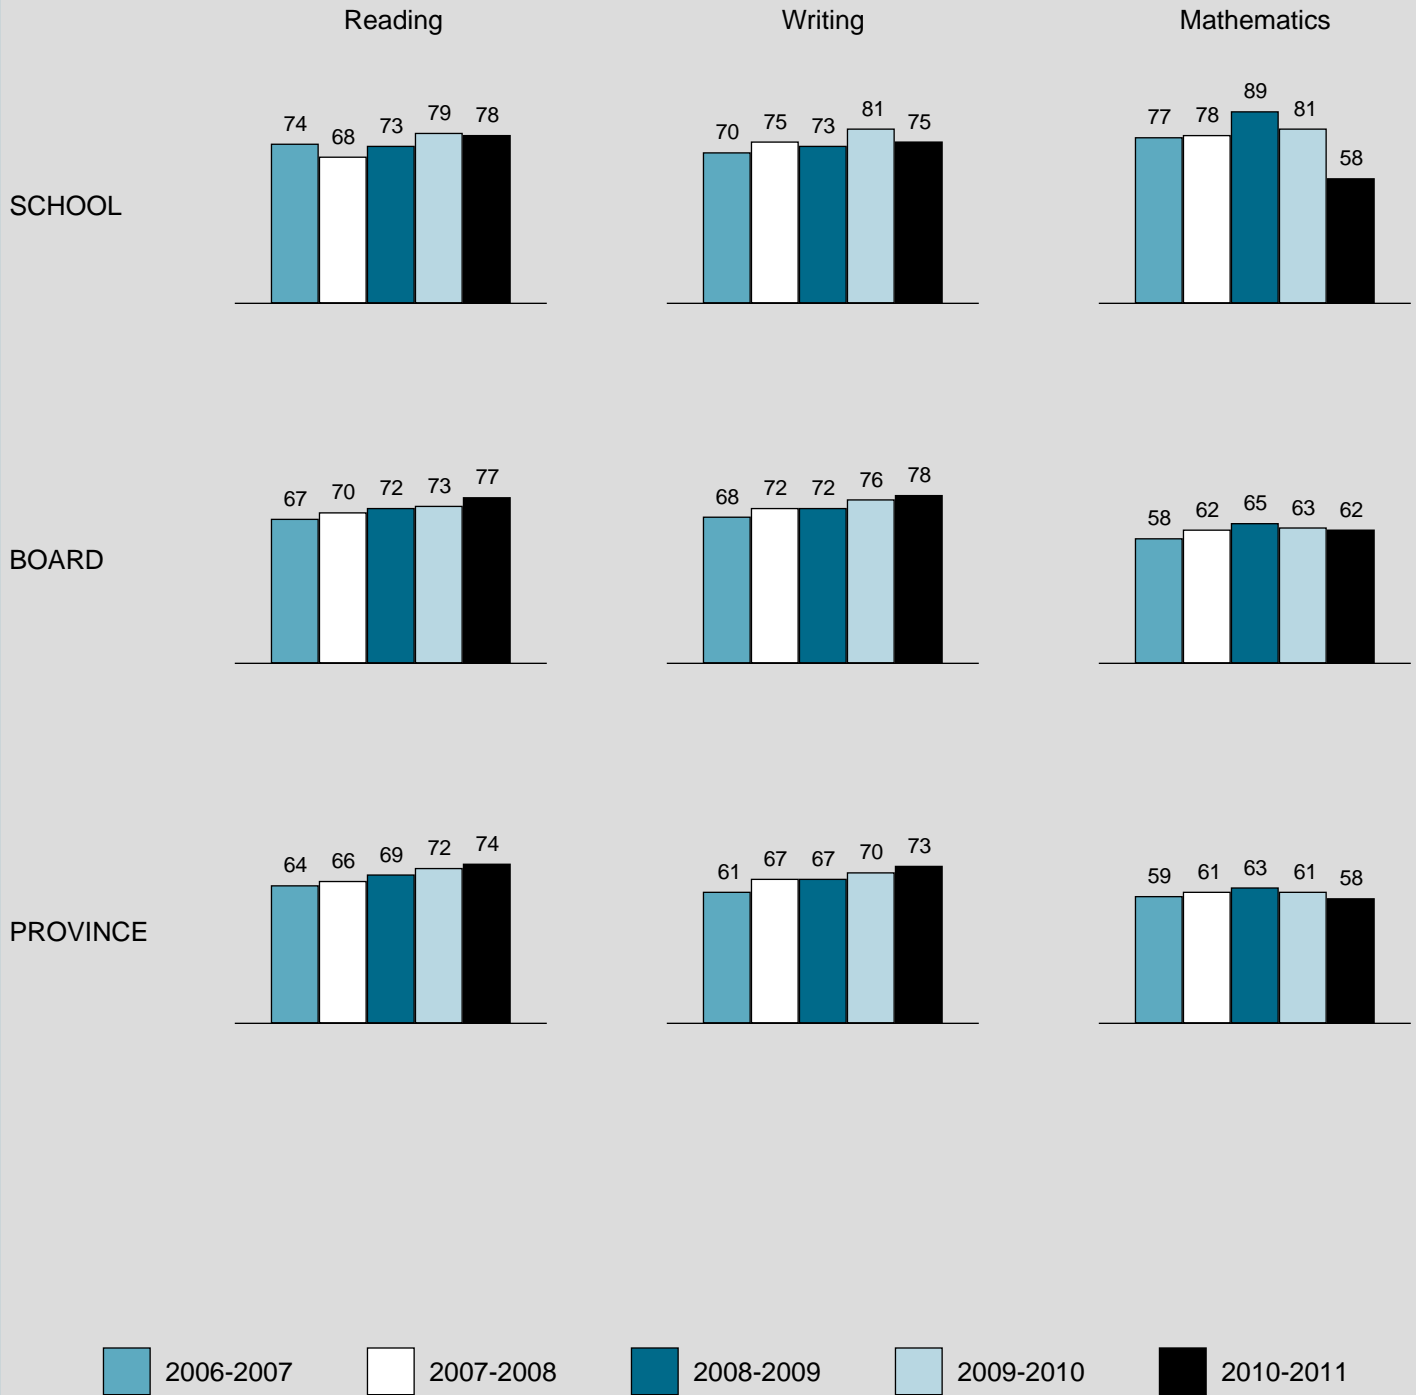 Reading Writing Mathematics
SCHOOL
74 68 73 79 78
70 75 73 81 75
77 78 89 81 58
BOARD
67 70 72 73 77
68 72 72 76 78
58 62 65 63 62
PROVINCE
64 66 69 72 74
61 67 67 70 73
59 61 63 61 58
2006-2007 2007-2008 2008-2009 2009-2010 2010-2011